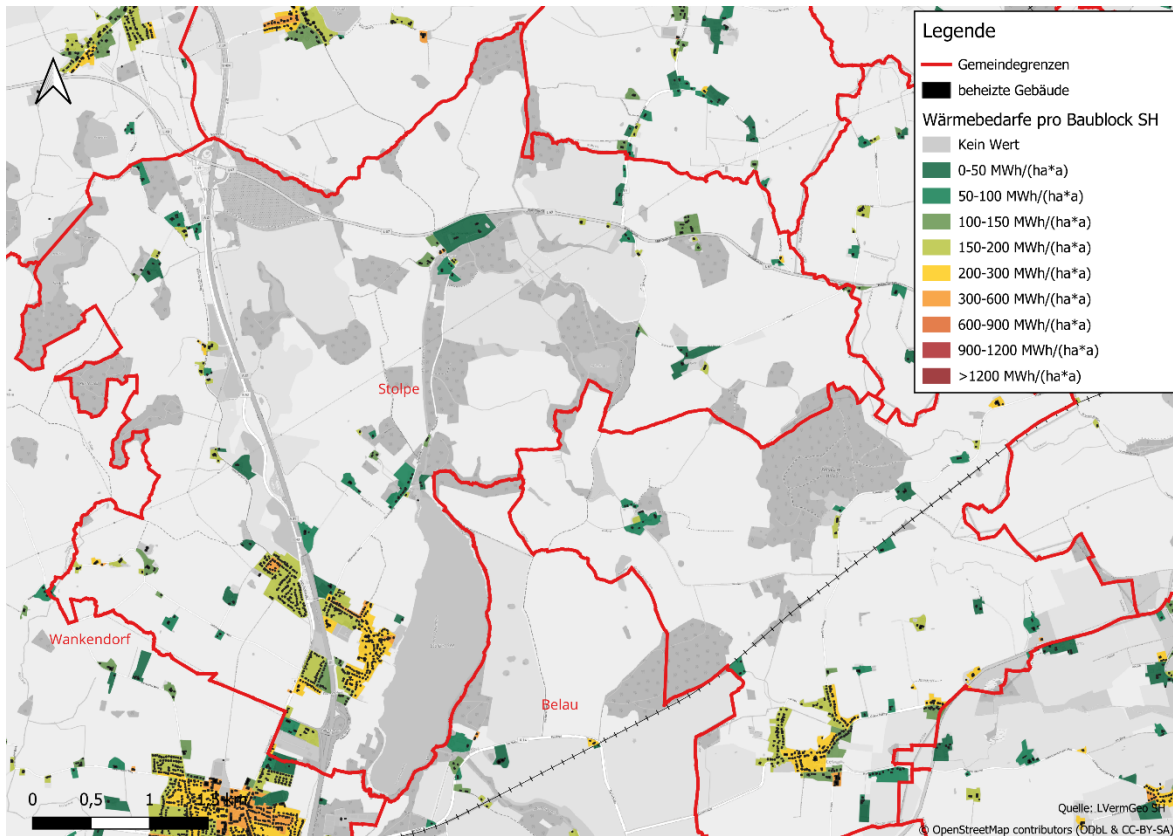 Legende
Gemeindegrenzen
beheizte Gebäude
Wärmebedarfe pro Baublock SH
Kein Wert
0-50 MWh/(ha*a)
50-100 MWh/(ha*a)
100-150 MWh/(ha*a)
150-200 MWh/(ha*a)
200-300 MWh/(ha*a)
300-600 MWh/(ha*a)
600-900 MWh/(ha*a)
900-1200 MWh/(ha*a)
>1200 MWh/(ha*a)
Stolpe
Wankendorf
Belau
0 0,5 1 1,5 km
Quelle: LVermGeo SH
© OpenStreetMap contributors (ODbL & CC-BY-SA)